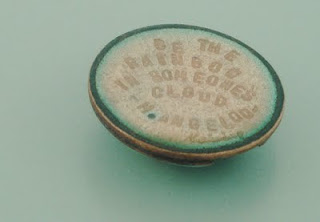 BE THE
RAINBOW
IN SOMEONE'S
CLOUD
-M. ANGELOU